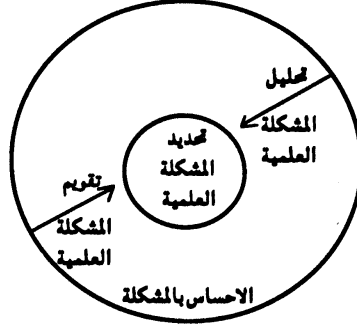 تحليل
المشكلة
العلمية
تحديد
المشكلة
العلمية
تقويم
المشكلة
العلمية
الاحساس بالمشكلة